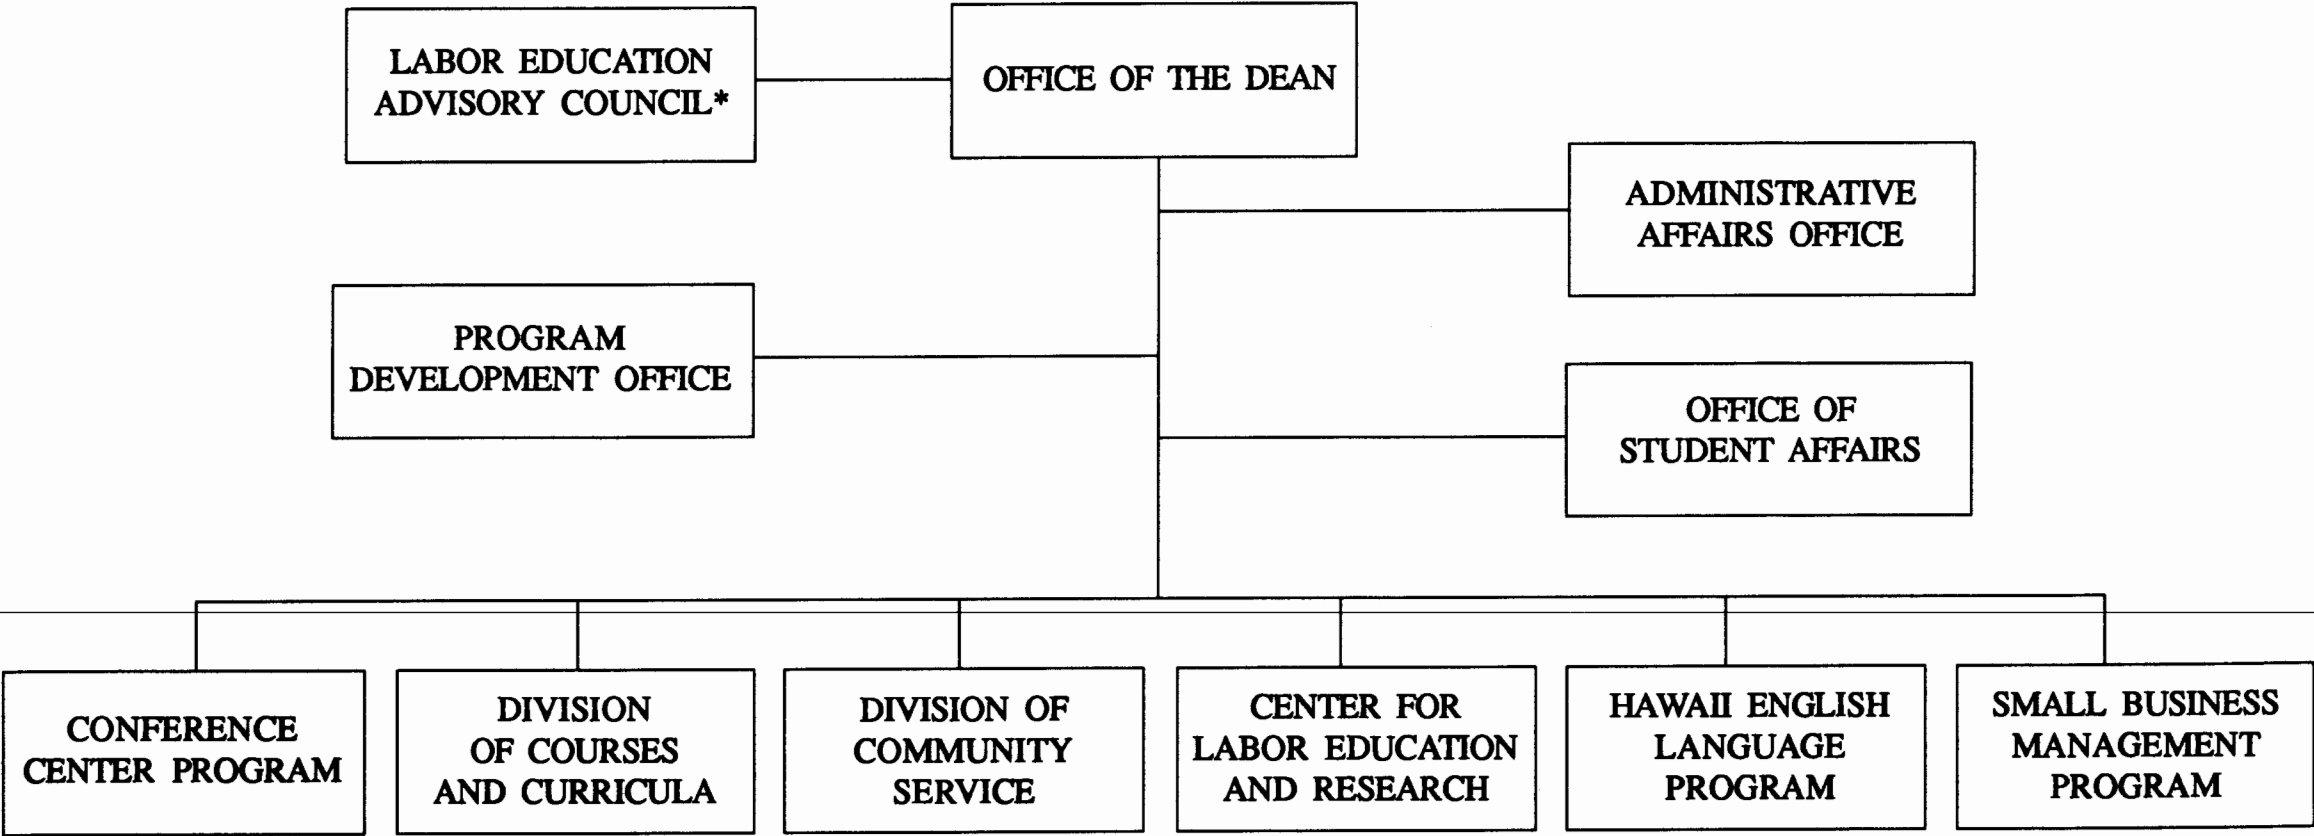 LABOR EDUCATION
ADVISORY COUNCIL*
OFFICE OF THE DEAN
ADMINISTRATIVE
AFFAIRS OFFICE
PROGRAM
DEVELOPMENT OFFICE
OFFICE OF
STUDENT AFFAIRS
CONFERENCE
CENTER PROGRAM
DIVISION
OF COURSES
AND CURRICULA
DIVISION OF
COMMUNITY
SERVICE
CENTER FOR
LABOR EDUCATION
AND RESEARCH
HAWAII ENGLISH
LANGUAGE
PROGRAM
SMALL BUSINESS
MANAGEMENT
PROGRAM